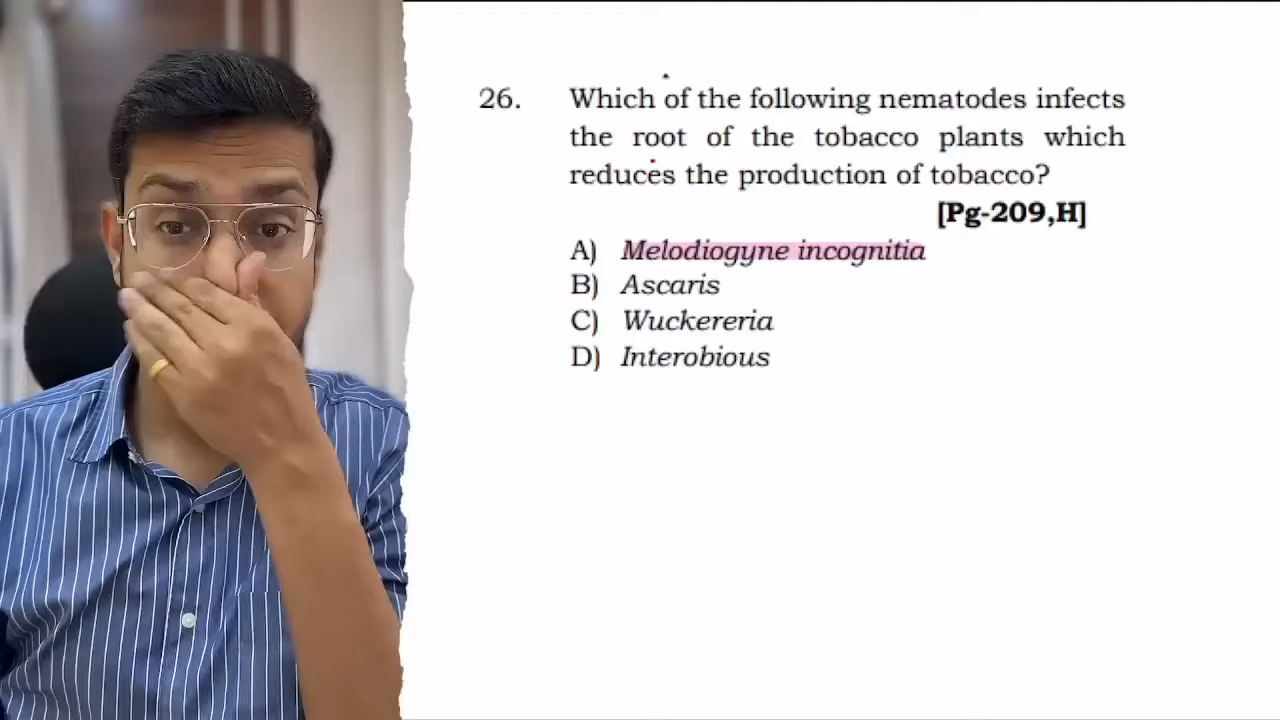 26. Which of the following nematodes infects
the root of the tobacco plants which
reduces the production of tobacco?
[Pg-209,H]
A) Melodiogyne incognitia
B) Ascaris
C) Wuckereria
D) Interobious